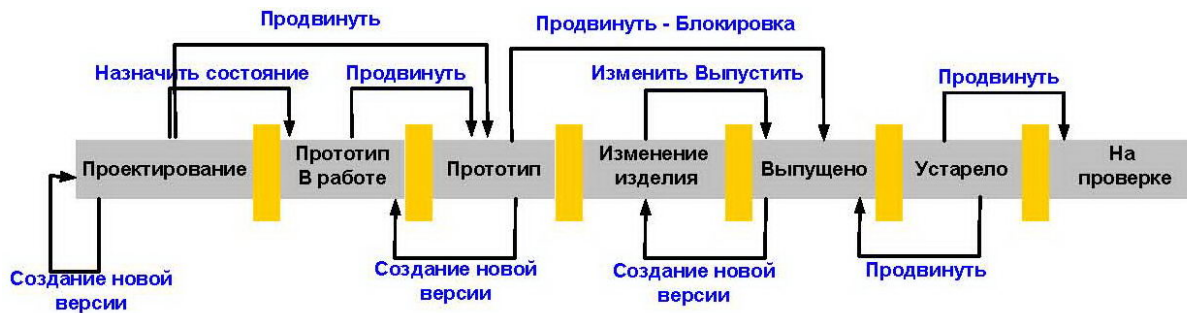 Продвинуть
Продвинуть - Блокировка
Назначить состояние
Продвинуть
Изменить Выпустить
Продвинуть
Проектирование
Прототип
В работе
Прототип
Изменение
изделия
Выпущено
Устарело
На
проверке
Создание новой
версии
Создание новой
версии
Создание новой
версии
Продвинуть